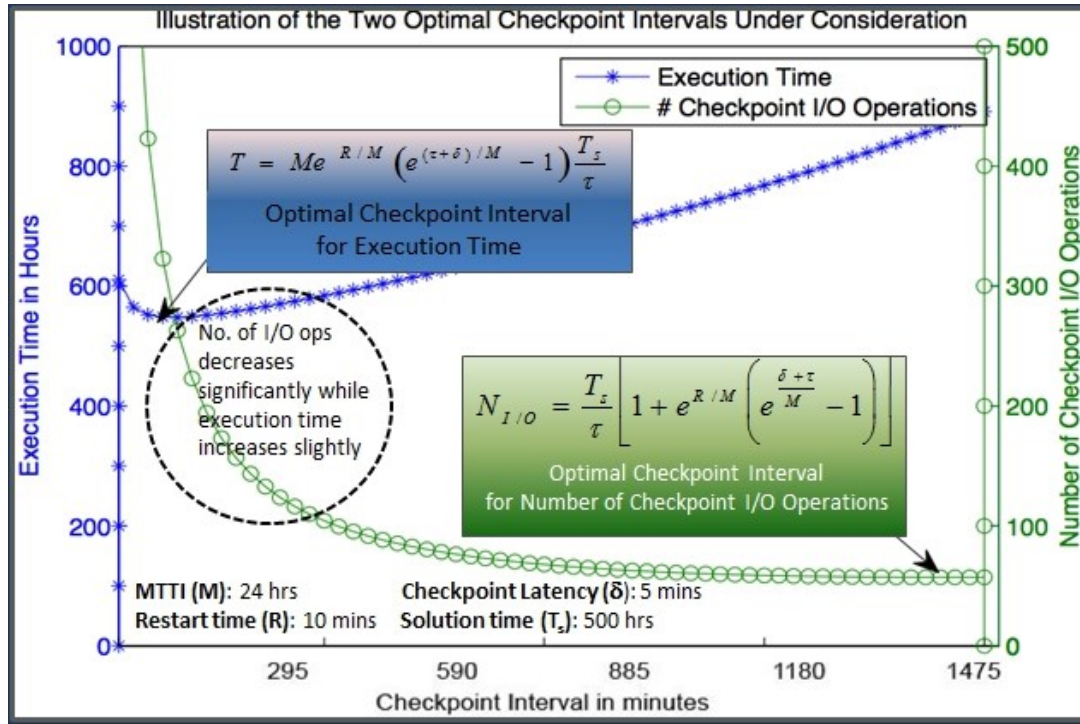 Illustration of the Two Optimal Checkpoint Intervals Under Consideration
1000
800
600
400
200
0
Execution Time in Hours
500
400
300
200
100
0
Number of Checkpoint I/O Operations
Execution Time
# Checkpoint I/O Operations
T = Me^{R/M} (e^{(τ+δ)/M} − 1) T_s/τ
Optimal Checkpoint Interval
for Execution Time
No. of I/O ops
decreases
significantly while
execution time
increases slightly
N_{I/O} = T_s/τ ⌊1 + e^{R/M} (e^{(δ+τ)/M} − 1)⌋
Optimal Checkpoint Interval
for Number of Checkpoint I/O Operations
MTTI (M): 24 hrs Checkpoint Latency (δ): 5 mins
Restart time (R): 10 mins Solution time (T_s): 500 hrs
295 590 885 1180 1475
Checkpoint Interval in minutes